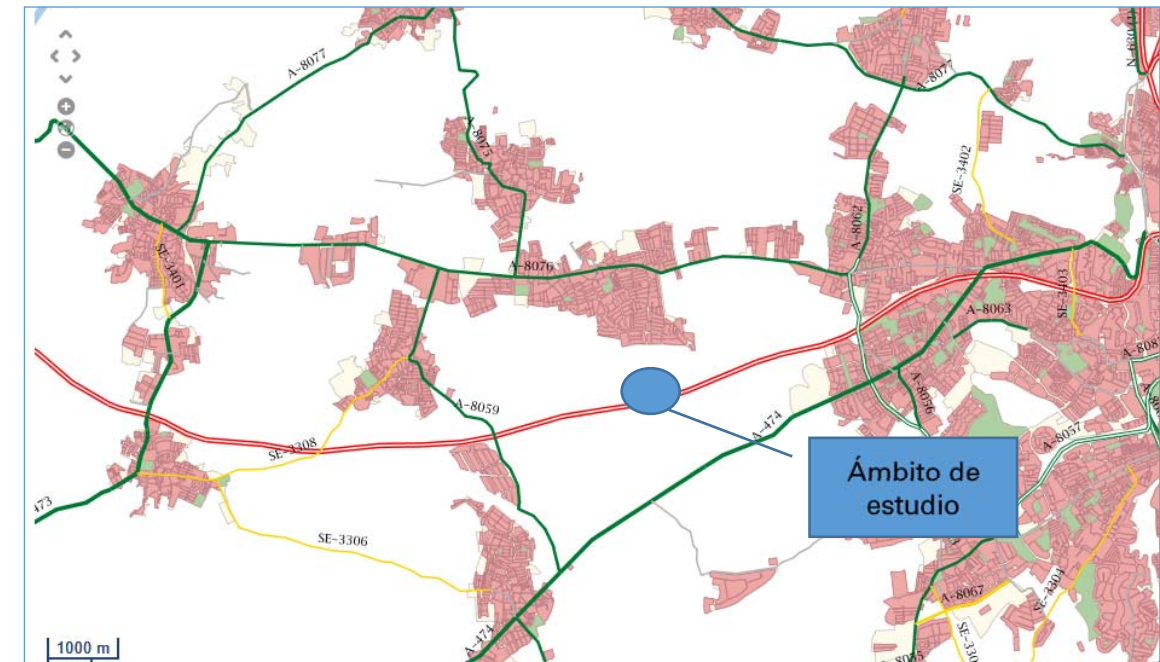 A-8077
N-630
A-8077
A-8075
SE-3402
A-8062
SE-3401
A-8076
SE-3403
A-8063
A-8059
A-8056
A-474
A-8057
SE-3308
Ámbito de
estudio
SE-3306
A-8067
SE-3304
A-474
1000 m